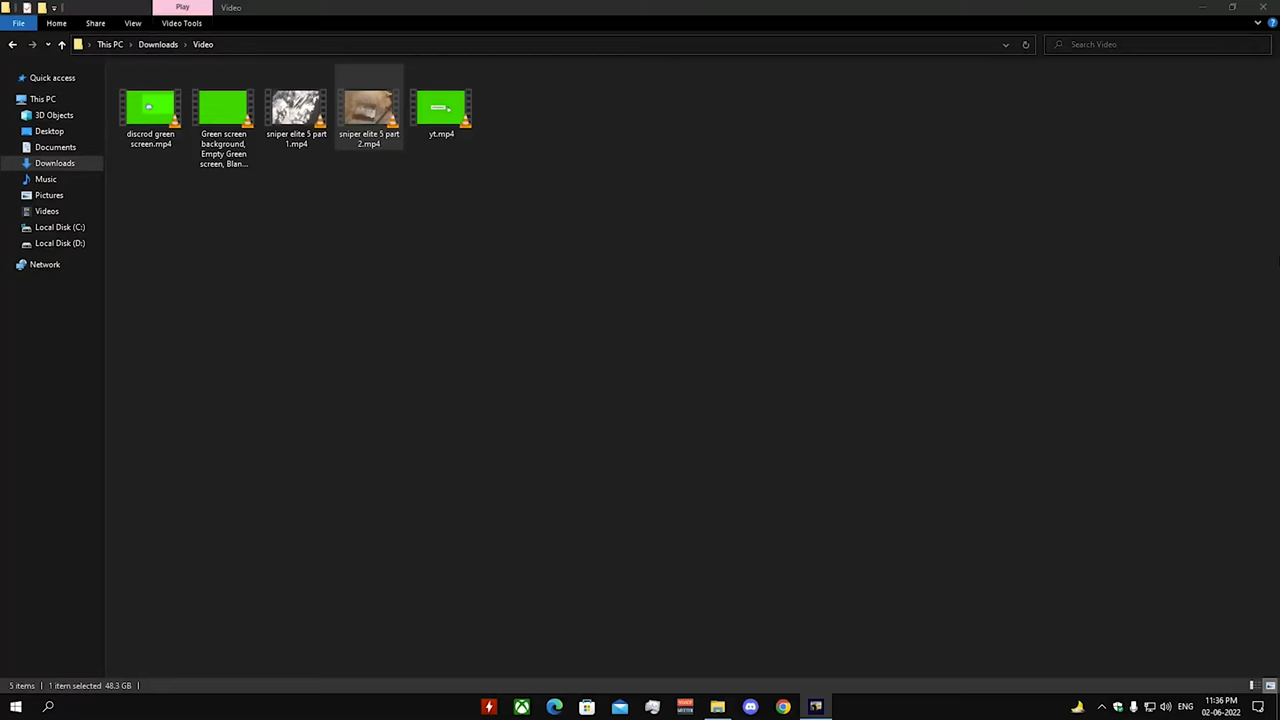 Play
Video
File
Home
Share
View
Video Tools
This PC
Downloads
Video
Search Video
Quick access
This PC
3D Objects
Desktop
Documents
Downloads
Music
Pictures
Videos
Local Disk (C:)
Local Disk (D:)
Network
discrod green
screen.mp4
Green screen
background,
Empty Green
screen, Blan...
sniper elite 5 part
1.mp4
sniper elite 5 part
2.mp4
yt.mp4
5 items
1 item selected 48.3 GB
ENG
11:36 PM
02-06-2022